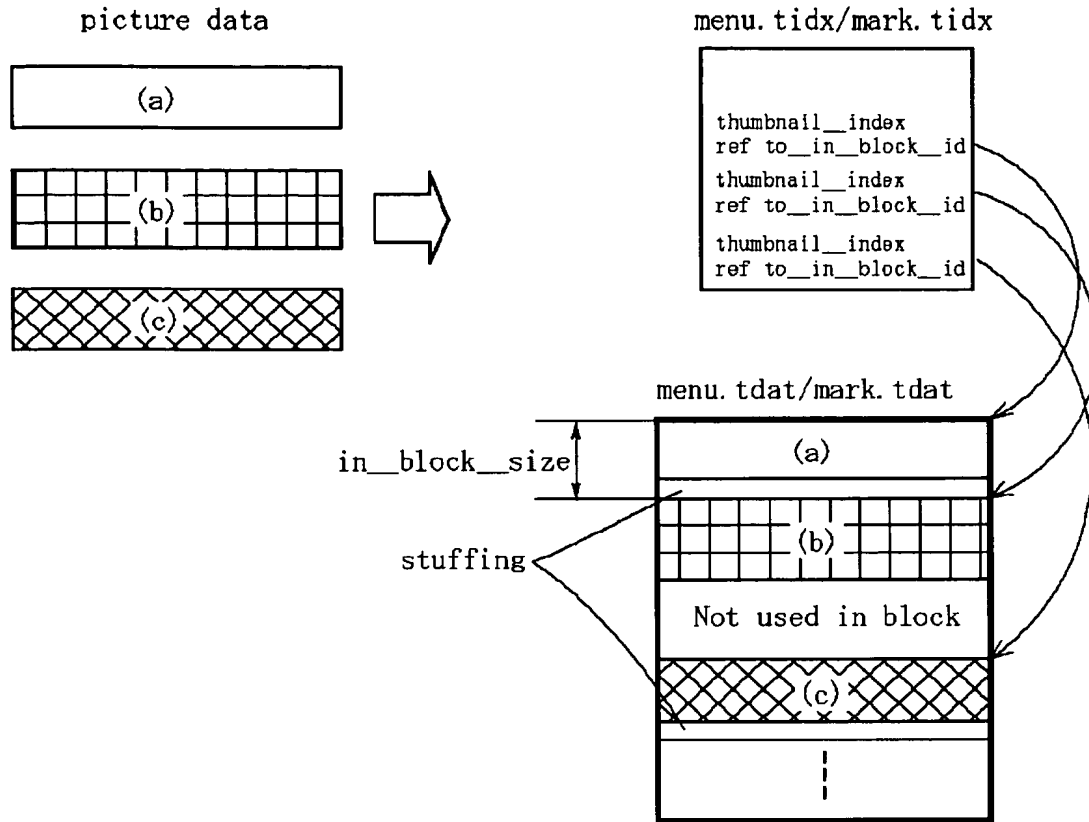 picture data
(a)
(b)
(c)
menu.tidx/mark.tidx
thumbnail__index
ref to__in__block__id
thumbnail__index
ref to__in__block__id
thumbnail__index
ref to__in__block__id
menu.tdat/mark.tdat
in__block__size
(a)
stuffing
(b)
Not used in block
(c)